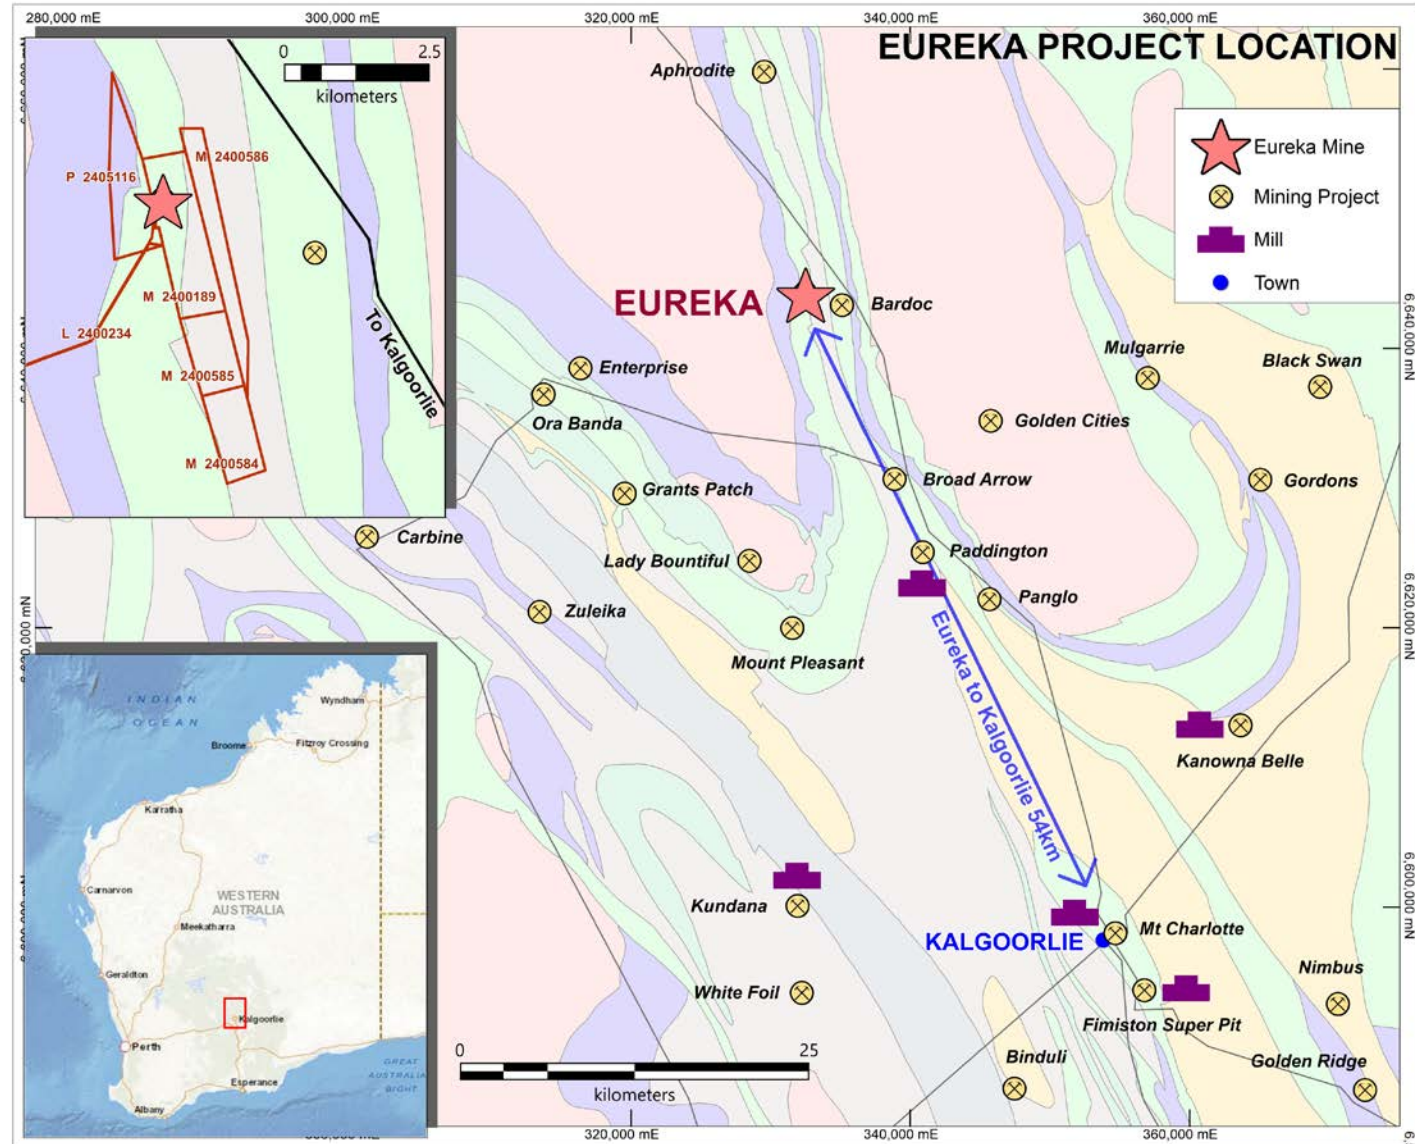 280,000 mE
300,000 mE
320,000 mE
340,000 mE
360,000 mE
EUREKA PROJECT LOCATION
0 2.5
kilometers
P 2405116
M 2400586
M 2400189
L 2400234
M 2400585
M 2400584
To Kalgoorlie
Eureka Mine
Mining Project
Mill
Town
Aphrodite
EUREKA
Bardoc
Mulgarrie
Black Swan
Enterprise
Ora Banda
Golden Cities
Grants Patch
Broad Arrow
Gordons
Carbine
Lady Bountiful
Paddington
Zuleika
Panglo
Mount Pleasant
Eureka to Kalgoorlie 54km
Kanowna Belle
Kundana
KALGOORLIE
Mt Charlotte
White Foil
Nimbus
Fimiston Super Pit
Binduli
Golden Ridge
6,640,000 mN
6,620,000 mN
6,600,000 mN
INDIAN
OCEAN
Wyndham
Broome
Fitzroy Crossing
Karratha
Carnarvon
WESTERN
AUSTRALIA
Meekatharra
Geraldton
Kalgoorlie
Perth
Esperance
GREAT
AUSTRALIA
BIGHT
Albany
0 25
kilometers
320,000 mE
340,000 mE
360,000 mE